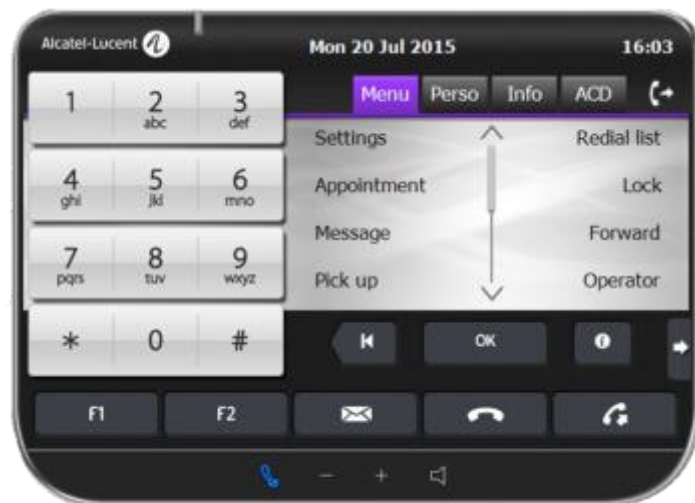 Alcatel-Lucent Mon 20 Jul 2015 16:03
Menu Perso Info ACD
1 2 abc 3 def
4 ghi 5 jkl 6 mno
7 pqrs 8 tuv 9 wxyz
* 0 #
Settings Redial list
Appointment Lock
Message Forward
Pick up Operator
OK
F1 F2